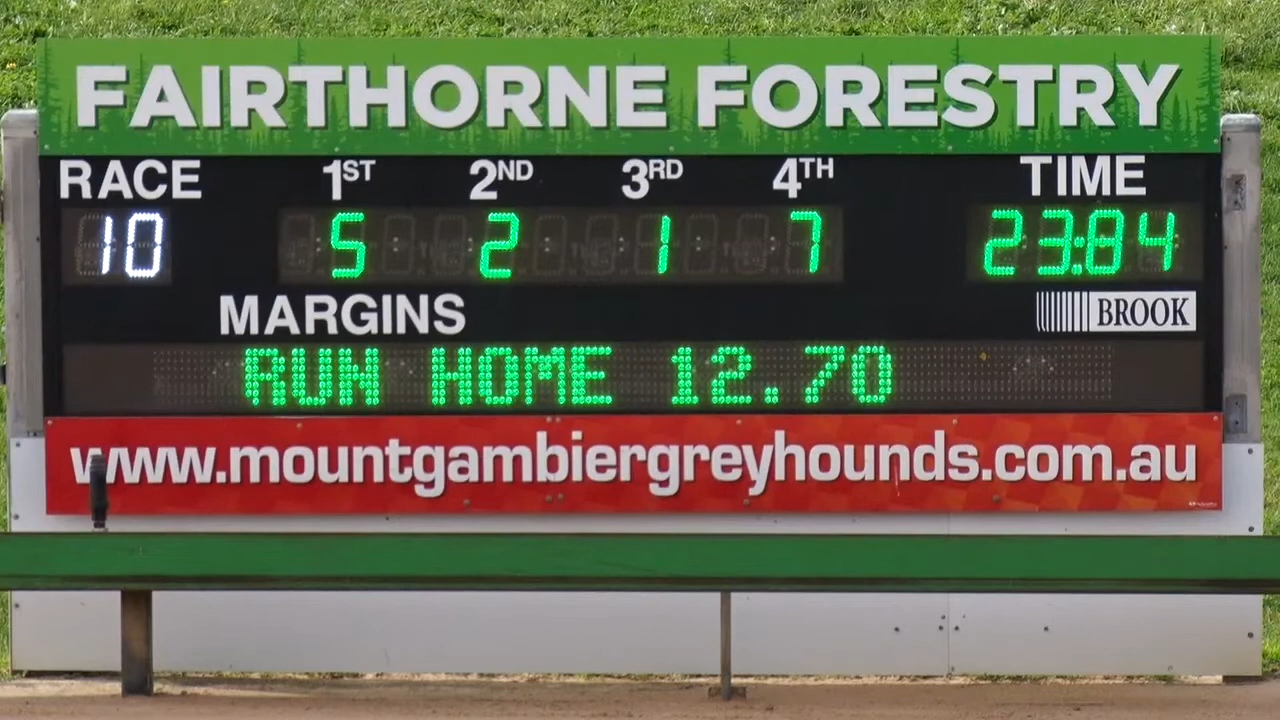 FAIRTHORNE FORESTRY
RACE 1ST 2ND 3RD 4TH TIME
10 5 2 1 7 23:84
MARGINS
BROOK
RUN HOME 12.70
www.mountgambiergreyhounds.com.au